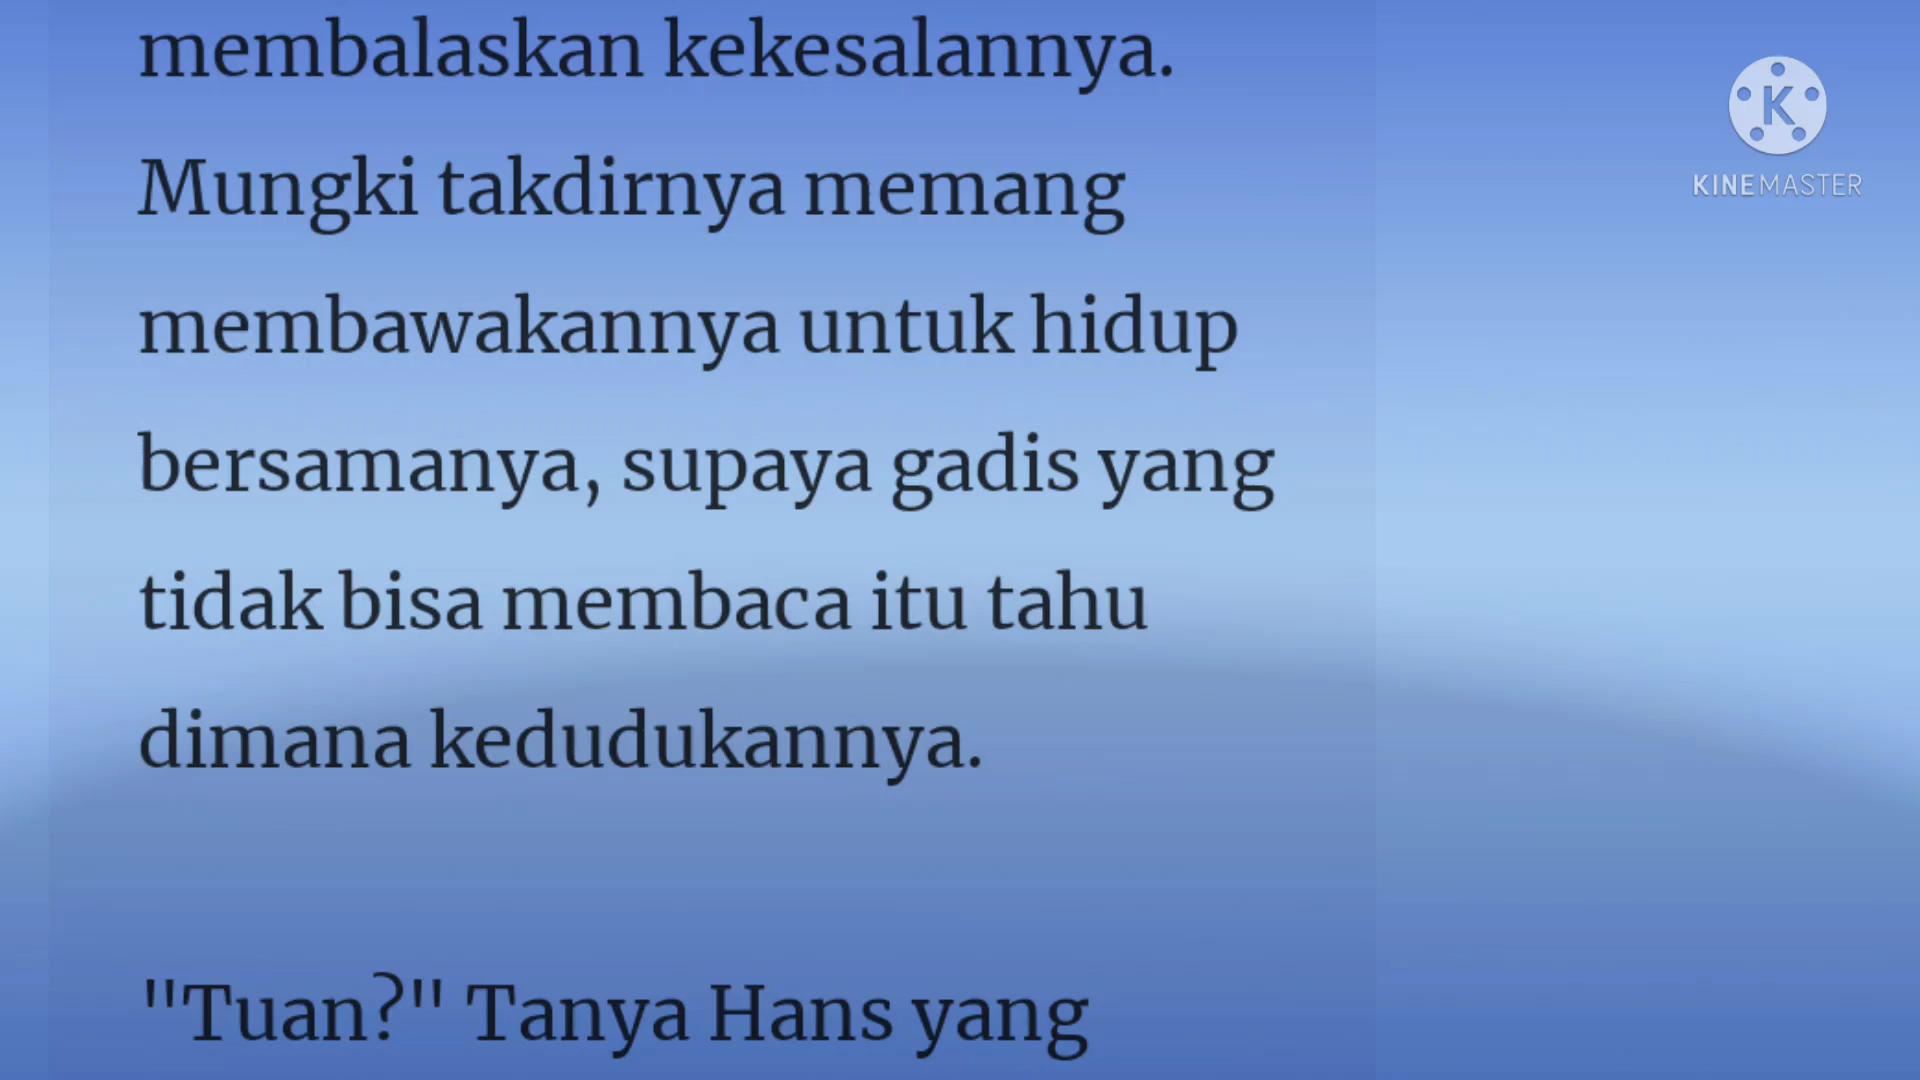 membalaskan kekesalannya.
Mungki takdirnya memang
membawakannya untuk hidup
bersamanya, supaya gadis yang
tidak bisa membaca itu tahu
dimana kedudukannya.
"Tuan?" Tanya Hans yang
K
KINEMASTER